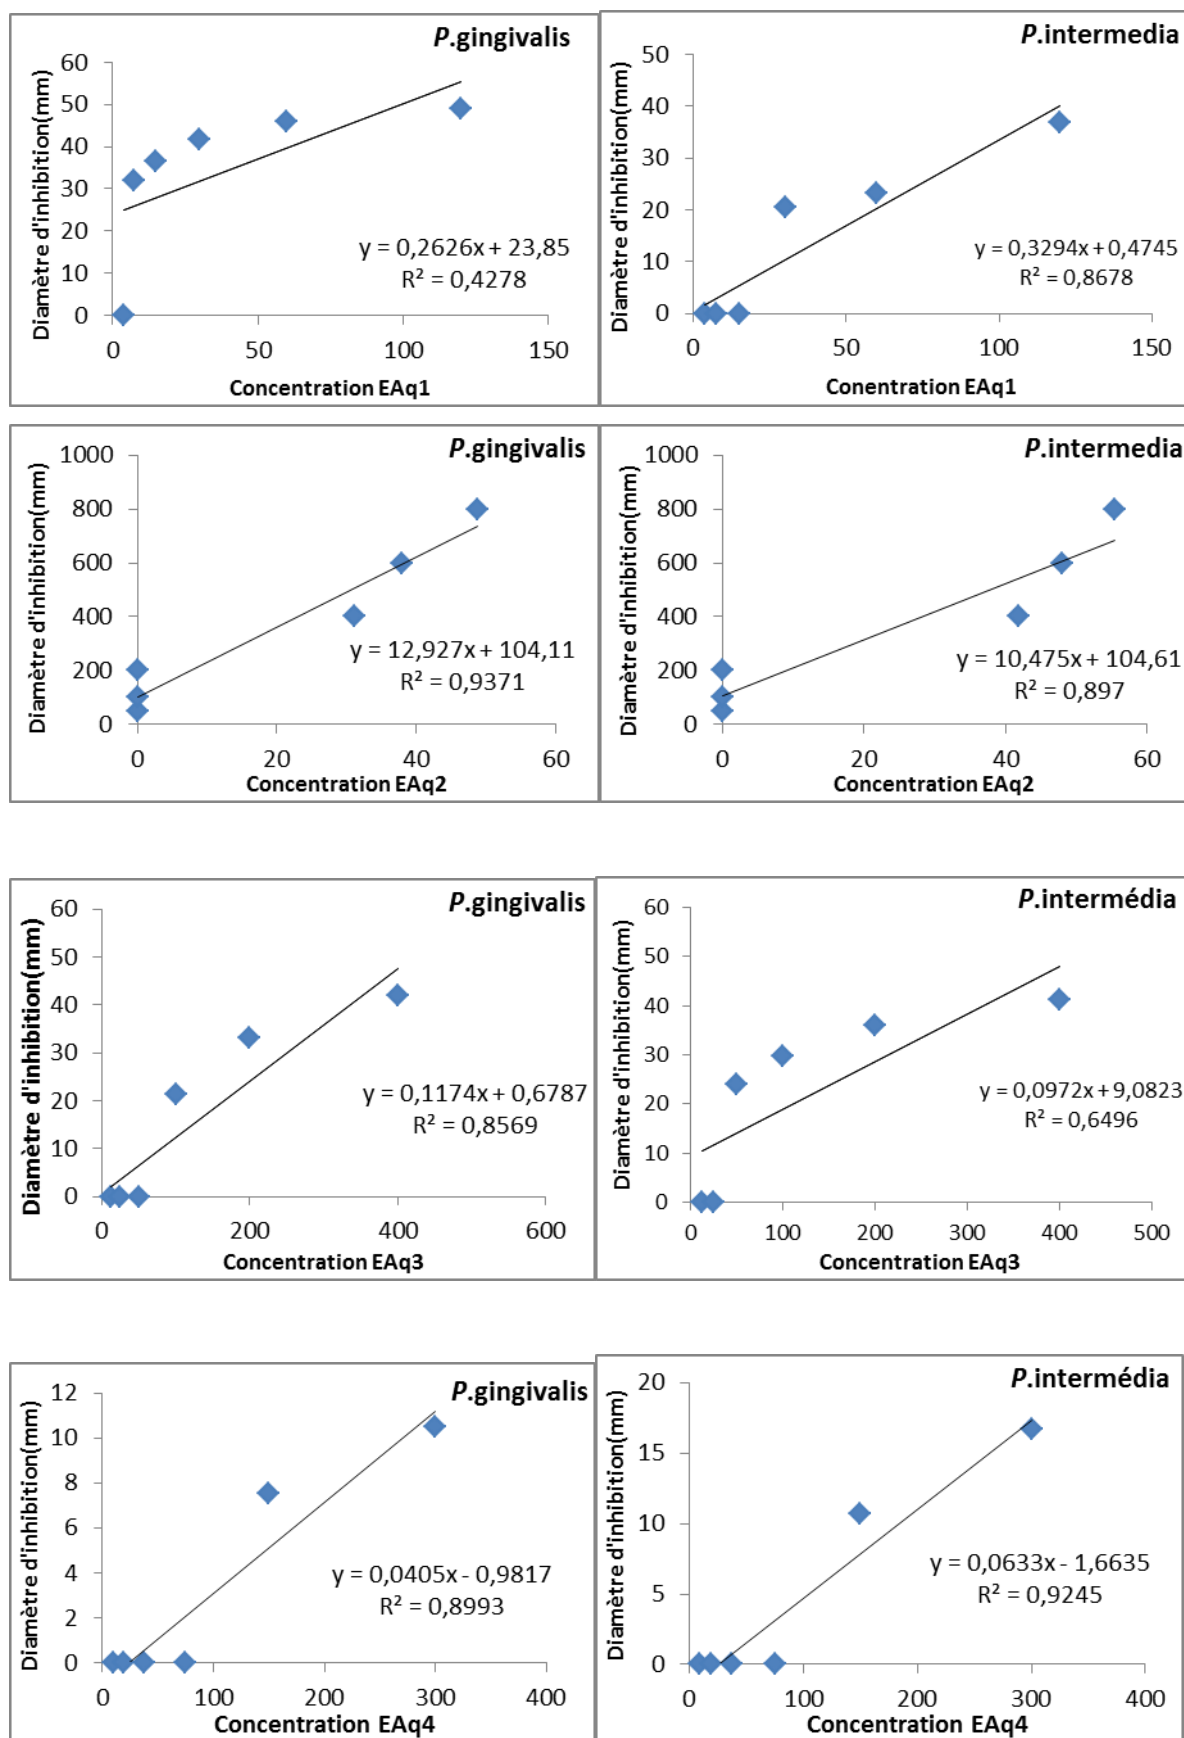 P.gingivalis
60
50
40
30
20
10
0
0 50 100 150
Diamètre d'inhibition(mm)
y = 0,2626x + 23,85
R² = 0,4278
Concentration EAq1
P.intermedia
50
40
30
20
10
0
0 50 100 150
Diamètre d'inhibition(mm)
y = 0,3294x + 0,4745
R² = 0,8678
Conentration EAq1
P.gingivalis
1000
800
600
400
200
0
0 20 40 60
Diamètre d'inhibition(mm)
y = 12,927x + 104,11
R² = 0,9371
Concentration EAq2
P.intermedia
1000
800
600
400
200
0
0 20 40 60
Diamètre d'inhibition(mm)
y = 10,475x + 104,61
R² = 0,897
Concentration EAq2
P.gingivalis
60
50
40
30
20
10
0
0 200 400 600
Diamètre d'inhibition(mm)
y = 0,1174x + 0,6787
R² = 0,8569
Concentration EAq3
P.intermédia
60
50
40
30
20
10
0
0 100 200 300 400 500
Diamètre d'inhibition(mm)
y = 0,0972x + 9,0823
R² = 0,6496
Concentration EAq3
P.gingivalis
12
10
8
6
4
2
0
0 100 200 300 400
Diamètre d'inhibition(mm)
y = 0,0405x - 0,9817
R² = 0,8993
Concentration EAq4
P.intermédia
20
15
10
5
0
0 100 200 300 400
Diamètre d'inhibition(mm)
y = 0,0633x - 1,6635
R² = 0,9245
Concentration EAq4